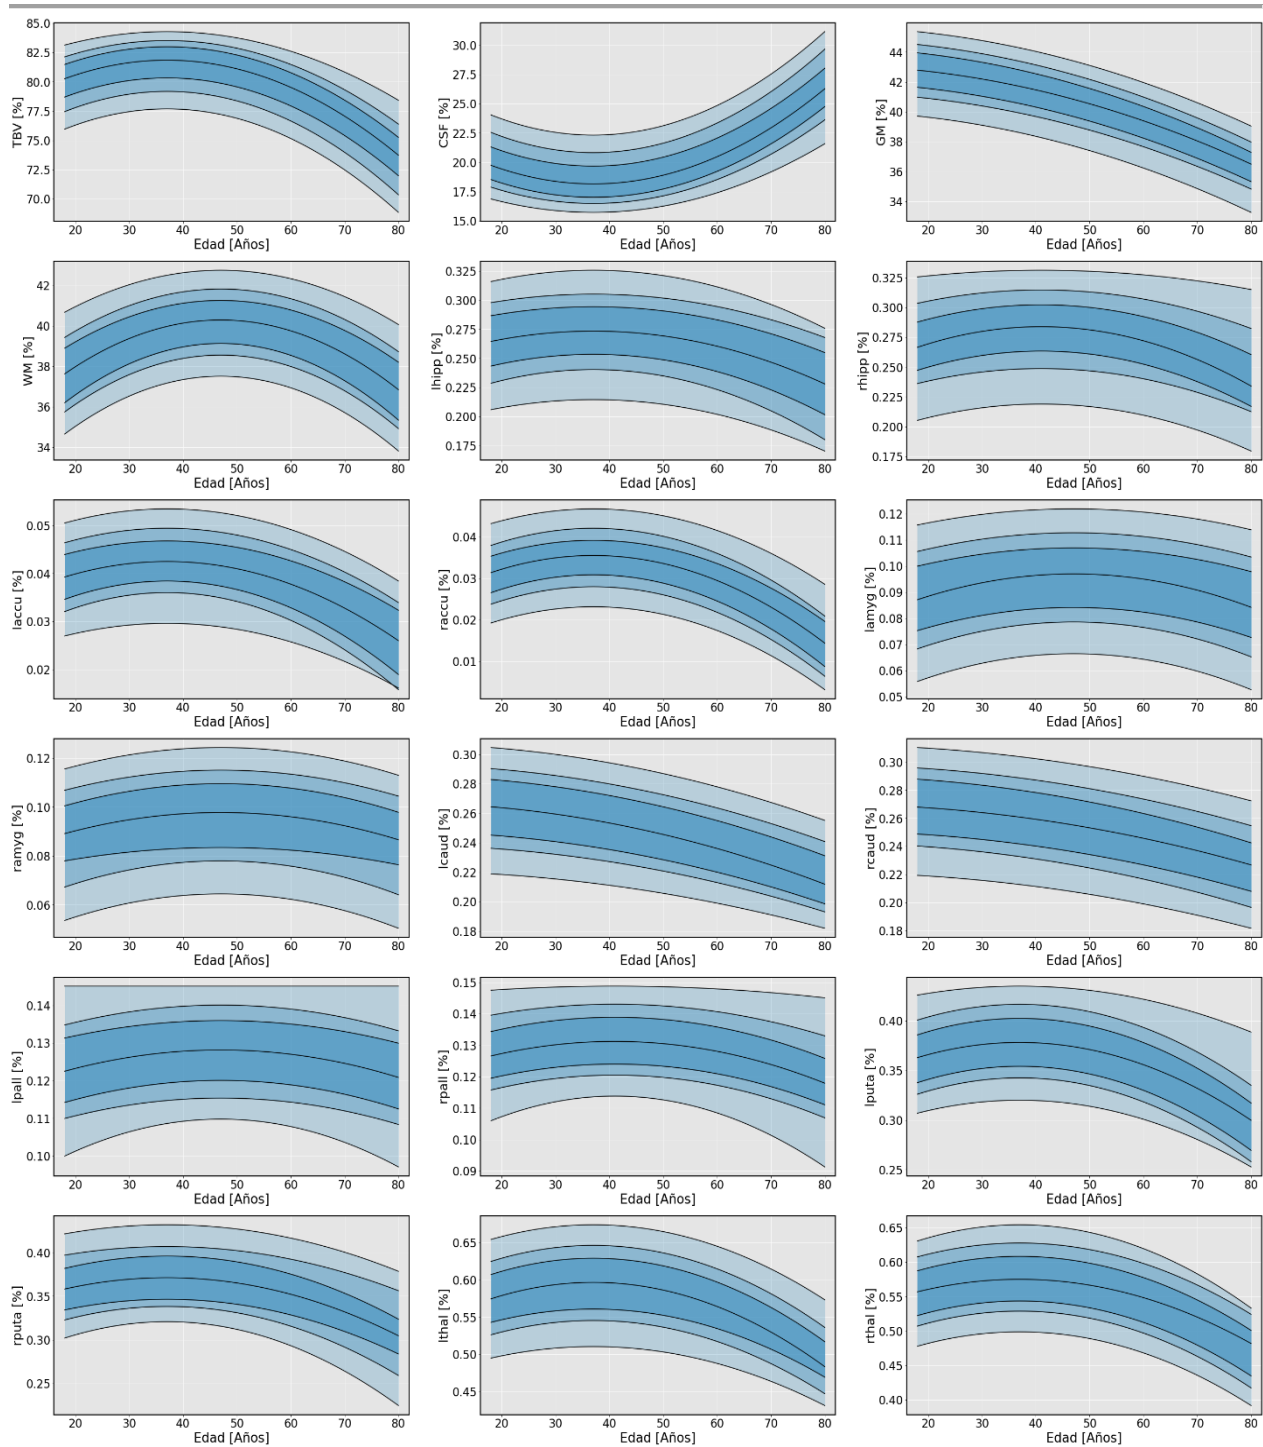 85.0
82.5
80.0
77.5
75.0
72.5
70.0
TBV [%]
20 30 40 50 60 70 80
Edad [Años]
30.0
27.5
25.0
22.5
20.0
17.5
15.0
CSF [%]
20 30 40 50 60 70 80
Edad [Años]
44
42
40
38
36
34
GM [%]
20 30 40 50 60 70 80
Edad [Años]
42
40
38
36
34
WM [%]
20 30 40 50 60 70 80
Edad [Años]
0.325
0.300
0.275
0.250
0.225
0.200
0.175
lhipp [%]
20 30 40 50 60 70 80
Edad [Años]
0.325
0.300
0.275
0.250
0.225
0.200
0.175
rhipp [%]
20 30 40 50 60 70 80
Edad [Años]
0.05
0.04
0.03
0.02
laccu [%]
20 30 40 50 60 70 80
Edad [Años]
0.04
0.03
0.02
0.01
raccu [%]
20 30 40 50 60 70 80
Edad [Años]
0.12
0.11
0.10
0.09
0.08
0.07
0.06
0.05
lamyg [%]
20 30 40 50 60 70 80
Edad [Años]
0.12
0.10
0.08
0.06
ramyg [%]
20 30 40 50 60 70 80
Edad [Años]
0.30
0.28
0.26
0.24
0.22
0.20
0.18
lcaud [%]
20 30 40 50 60 70 80
Edad [Años]
0.30
0.28
0.26
0.24
0.22
0.20
0.18
rcaud [%]
20 30 40 50 60 70 80
Edad [Años]
0.14
0.13
0.12
0.11
0.10
lpall [%]
20 30 40 50 60 70 80
Edad [Años]
0.15
0.14
0.13
0.12
0.11
0.10
0.09
rpall [%]
20 30 40 50 60 70 80
Edad [Años]
0.40
0.35
0.30
0.25
lputa [%]
20 30 40 50 60 70 80
Edad [Años]
0.40
0.35
0.30
0.25
rputa [%]
20 30 40 50 60 70 80
Edad [Años]
0.65
0.60
0.55
0.50
0.45
lthal [%]
20 30 40 50 60 70 80
Edad [Años]
0.65
0.60
0.55
0.50
0.45
0.40
rthal [%]
20 30 40 50 60 70 80
Edad [Años]